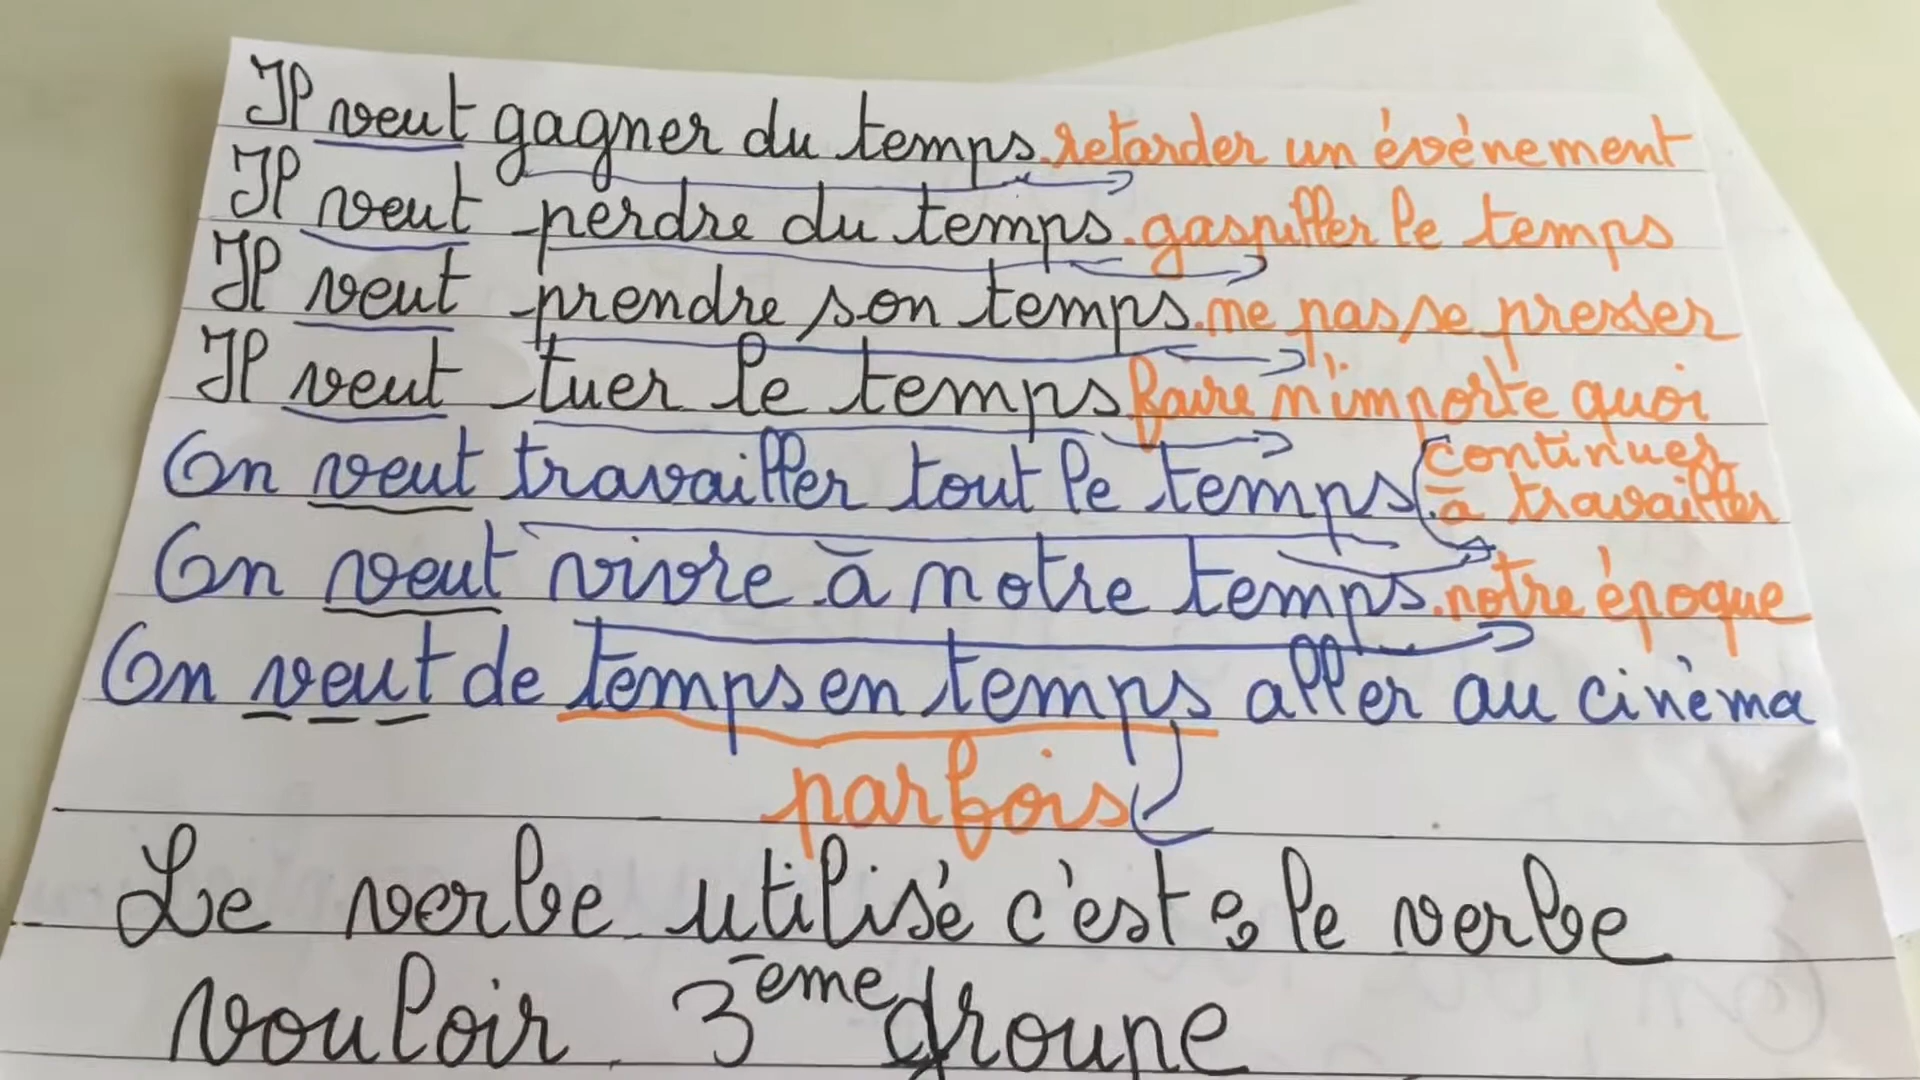 Il veut gagner du temps. retarder un événement
Il veut perdre du temps. gaspiller le temps
Il veut prendre son temps. ne pas se presser
Il veut tuer le temps faire n'importe quoi
On veut travailler tout le temps (continuer
à travailler
On veut vivre à notre temps. notre époque
On veut de temps en temps aller au cinéma
parfois
Le verbe utilisé c'est le verbe
vouloir 3ème groupe